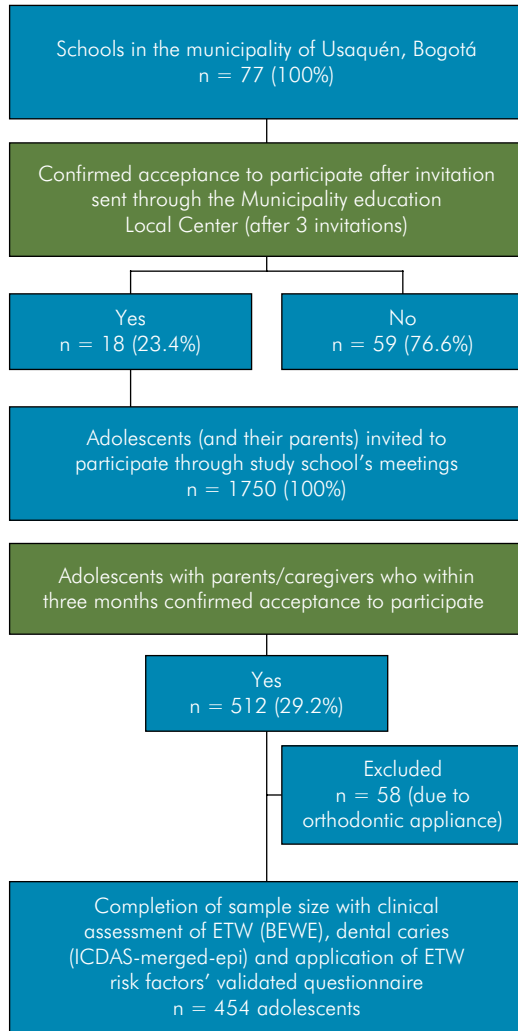 Schools in the municipality of Usaquén, Bogotá
n = 77 (100%)
Confirmed acceptance to participate after invitation
sent through the Municipality education
Local Center (after 3 invitations)
Yes
n = 18 (23.4%)
No
n = 59 (76.6%)
Adolescents (and their parents) invited to
participate through study school's meetings
n = 1750 (100%)
Adolescents with parents/caregivers who within
three months confirmed acceptance to participate
Yes
n = 512 (29.2%)
Excluded
n = 58 (due to
orthodontic appliance)
Completion of sample size with clinical
assessment of ETW (BEWE), dental caries
(ICDAS-merged-epi) and application of ETW
risk factors' validated questionnaire
n = 454 adolescents